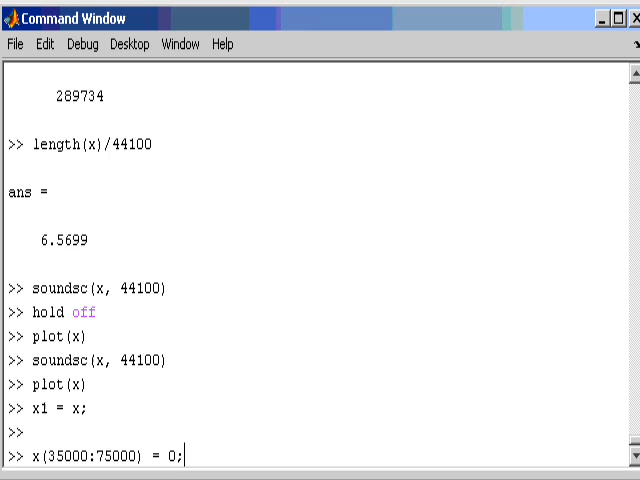 Command Window
File Edit Debug Desktop Window Help
289734
>> length(x)/44100
ans =
6.5699
>> soundsc(x, 44100)
>> hold off
>> plot(x)
>> soundsc(x, 44100)
>> plot(x)
>> x1 = x;
>>
>> x(35000:75000) = 0;